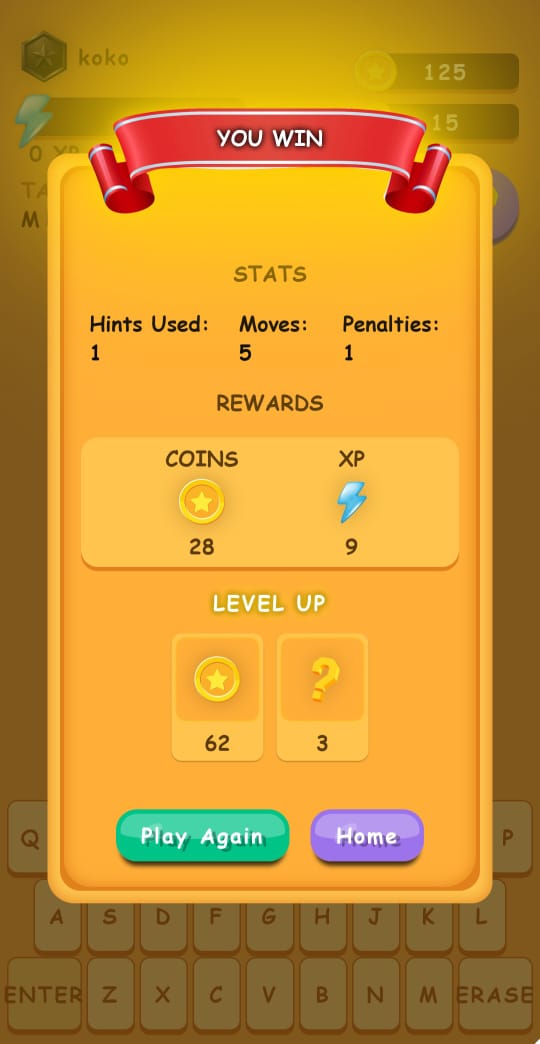 koko
125
15
0 XP
YOU WIN
STATS
Hints Used: Moves: Penalties:
1 5 1
REWARDS
COINS XP
28 9
LEVEL UP
62 3
Play Again Home
Q P
A S D F G H J K L
ENTER Z X C V B N M ERASE